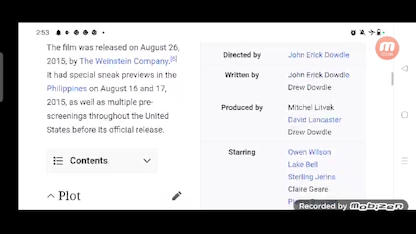 2:53
The film was released on August 26,
2015, by The Weinstein Company.[6]
It had special sneak previews in the
Philippines on August 16 and 17,
2015, as well as multiple pre-
screenings throughout the United
States before its official release.
Contents
Plot
Directed by John Erick Dowdle
Written by John Erick Dowdle
Drew Dowdle
Produced by Mitchel Litvak
David Lancaster
Drew Dowdle
Starring Owen Wilson
Lake Bell
Sterling Jerins
Claire Geare
Recorded by Mobizen